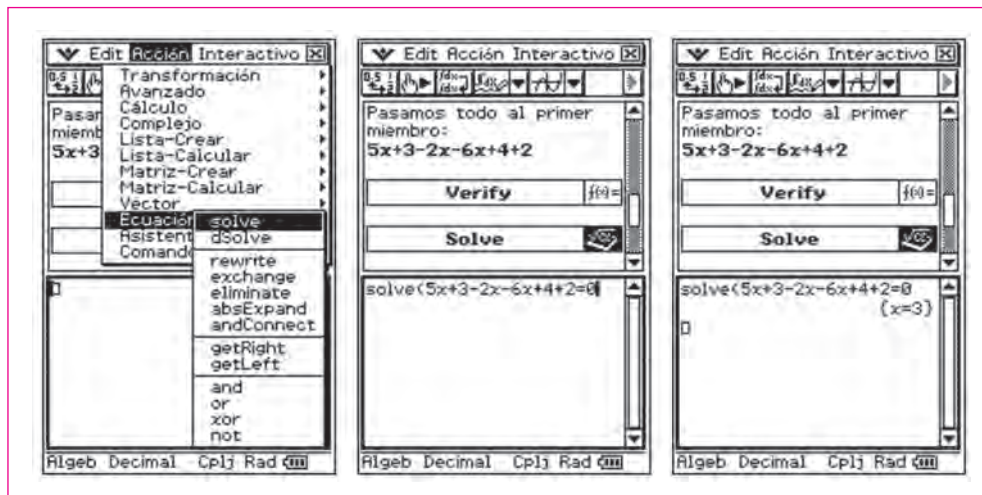 Edit Acción Interactivo
Transformación
Avanzado
Cálculo
Complejo
Lista-Crear
Lista-Calcular
Matriz-Crear
Matriz-Calcular
Vector
Ecuación
Asistent
Comando
Pasar
miemb
5x+3
solve
dSolve
rewrite
exchange
eliminate
absExpand
andConnect
getRight
getLeft
and
or
xor
not
Algeb Decimal Cplj Rad
Edit Acción Interactivo
Pasamos todo al primer
miembro:
5x+3-2x-6x+4+2
Verify
Solve
solve(5x+3-2x-6x+4+2=0
Algeb Decimal Cplj Rad
Edit Acción Interactivo
Pasamos todo al primer
miembro:
5x+3-2x-6x+4+2
Verify
Solve
solve(5x+3-2x-6x+4+2=0
{x=3}
Algeb Decimal Cplj Rad